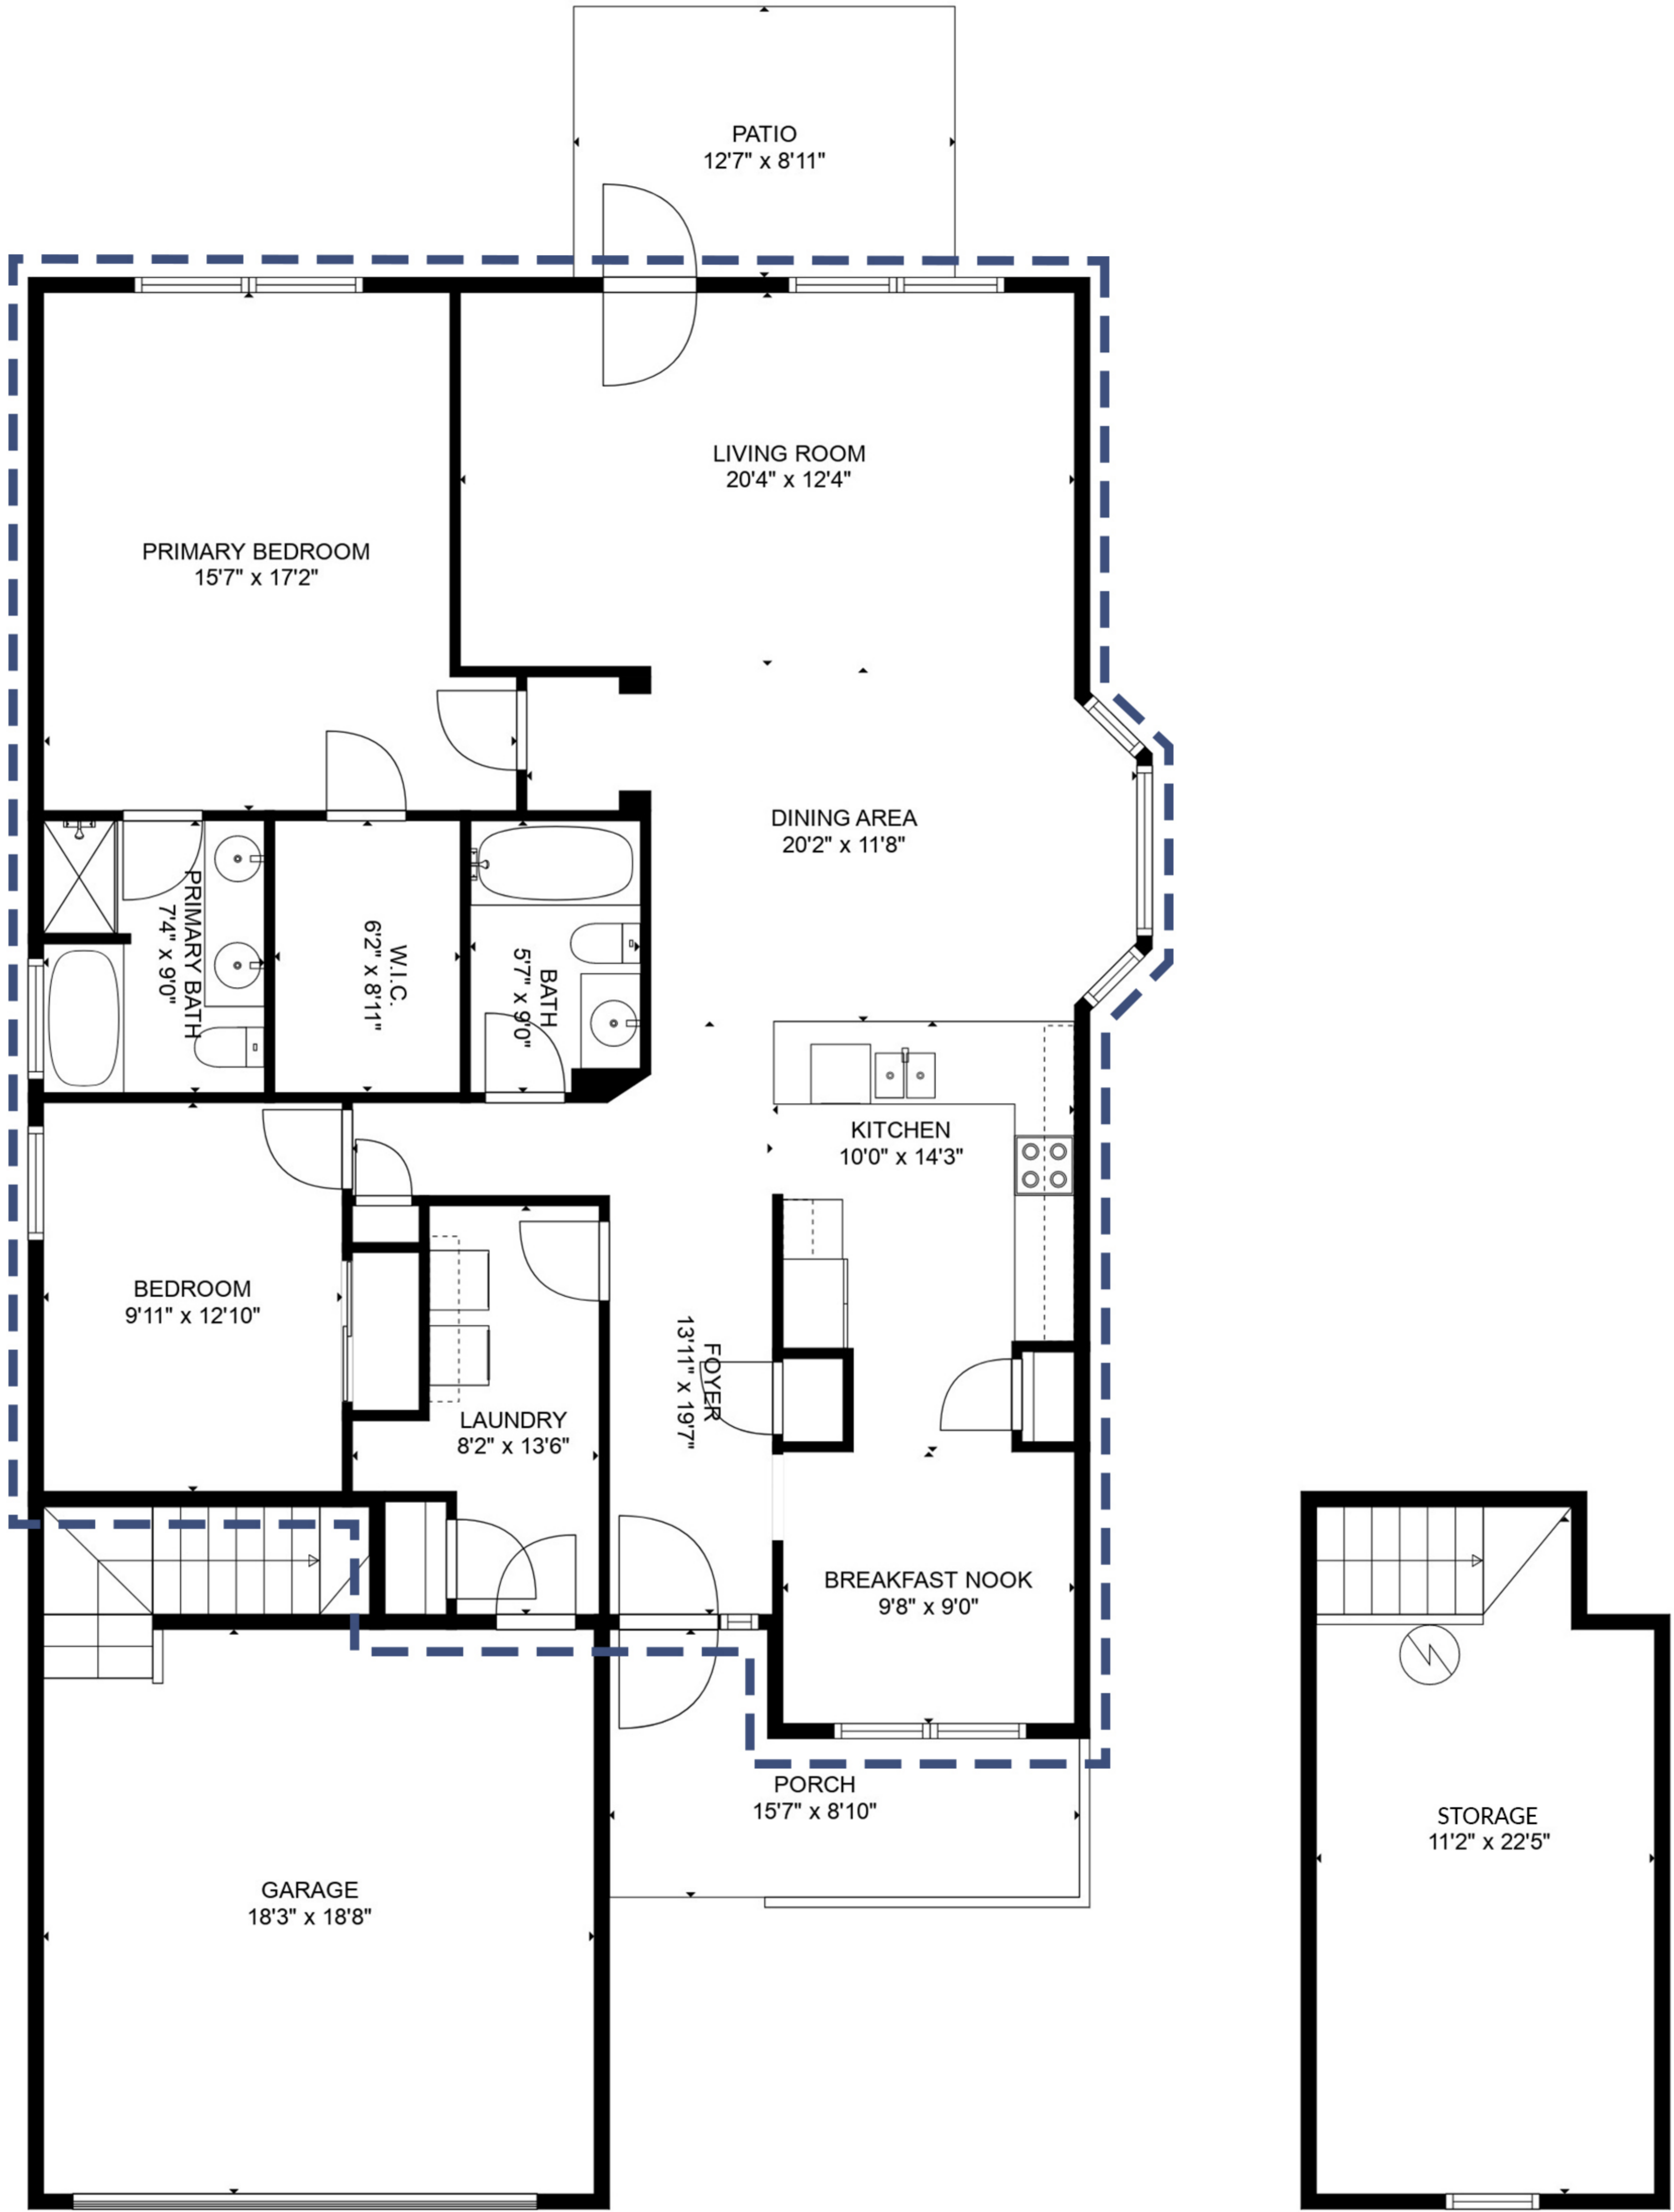 PATIO
12'7" x 8'11"
LIVING ROOM
20'4" x 12'4"
PRIMARY BEDROOM
15'7" x 17'2"
DINING AREA
20'2" x 11'8"
PRIMARY BATH
7'4" x 9'0"
W.I.C.
6'2" x 8'11"
BATH
5'7" x 9'0"
KITCHEN
10'0" x 14'3"
BEDROOM
9'11" x 12'10"
FOYER
13'11" x 19'7"
LAUNDRY
8'2" x 13'6"
BREAKFAST NOOK
9'8" x 9'0"
PORCH
15'7" x 8'10"
STORAGE
11'2" x 22'5"
GARAGE
18'3" x 18'8"